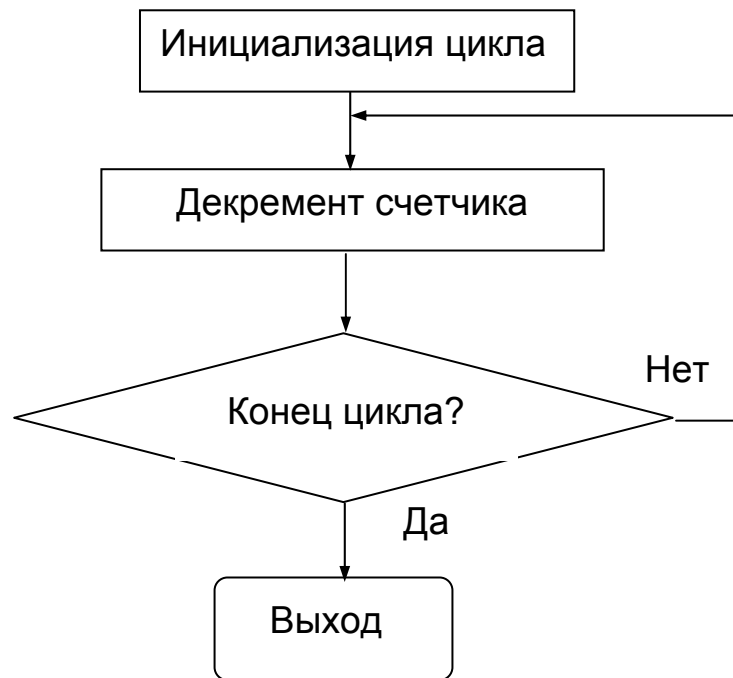 Инициализация цикла
Декремент счетчика
Нет
Конец цикла?
Да
Выход